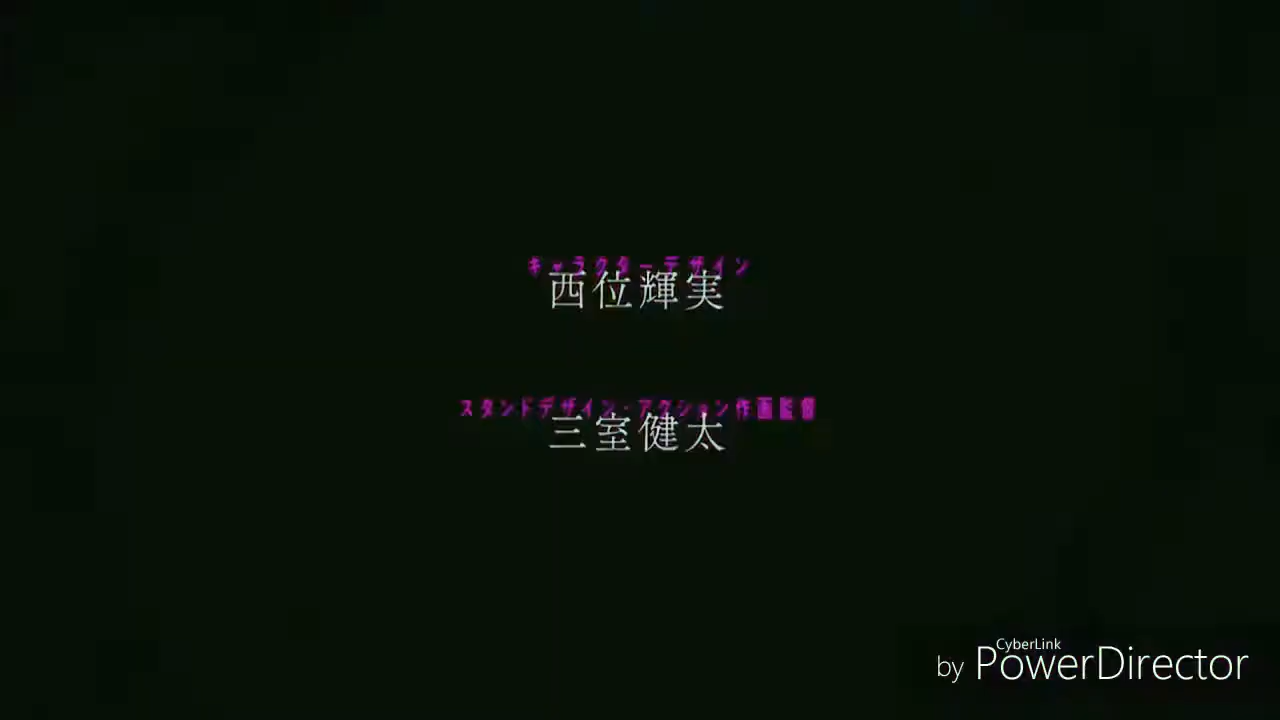 キャラクターデザイン
西位輝実
スタンドデザイン・アクション作画監督
三室健太
CyberLink
by PowerDirector